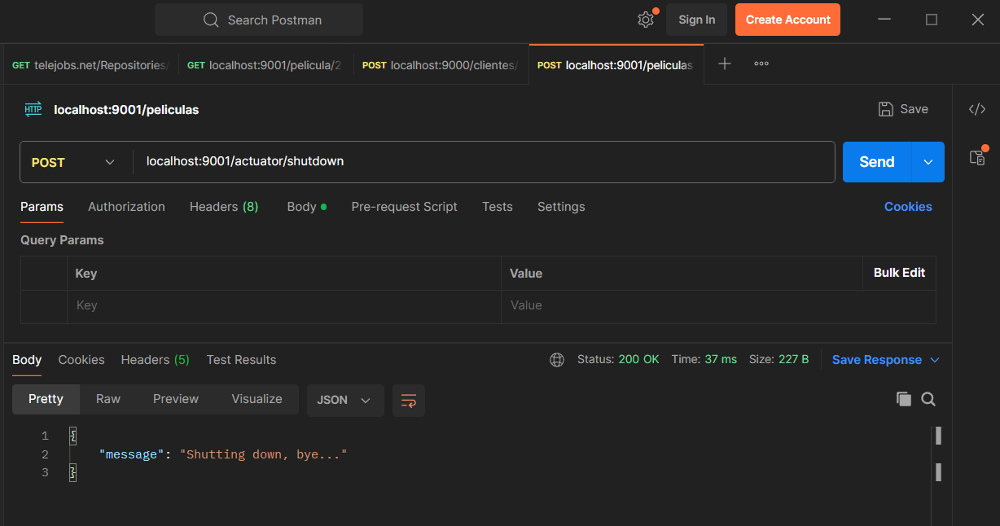 Search Postman
Sign In
Create Account
GET telejobs.net/Repositories/
GET localhost:9001/pelicula/2
POST localhost:9000/clientes/
POST localhost:9001/peliculas
HTTP localhost:9001/peliculas
Save
</>
POST localhost:9001/actuator/shutdown
Send
Params Authorization Headers (8) Body Pre-request Script Tests Settings Cookies
Query Params
Key Value Bulk Edit
Key Value
Body Cookies Headers (5) Test Results Status: 200 OK Time: 37 ms Size: 227 B Save Response
Pretty Raw Preview Visualize JSON
1 {
2 "message": "Shutting down, bye..."
3 }